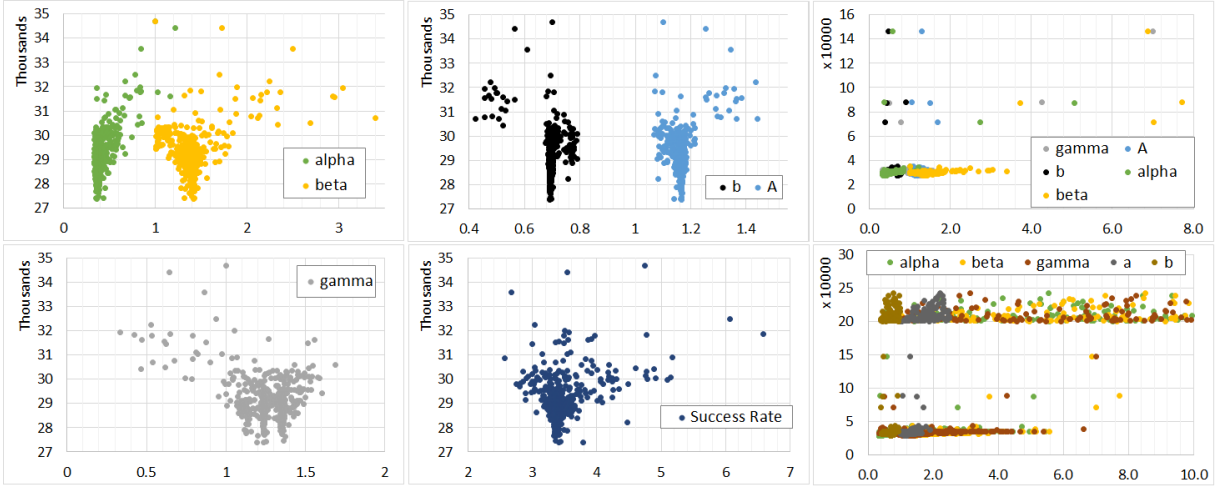 Thousands
35
34
33
32
31
30
29
28
27
0 1 2 3
alpha
beta
Thousands
35
34
33
32
31
30
29
28
27
0.4 0.6 0.8 1 1.2 1.4
b A
x 10000
16
14
12
10
8
6
4
2
0
0.0 2.0 4.0 6.0 8.0
gamma A
b alpha
beta
Thousands
35
34
33
32
31
30
29
28
27
0 0.5 1 1.5 2
gamma
Thousands
35
34
33
32
31
30
29
28
27
2 3 4 5 6 7
Success Rate
x 10000
30
25
20
15
10
5
0
0.0 2.0 4.0 6.0 8.0 10.0
alpha beta gamma a b